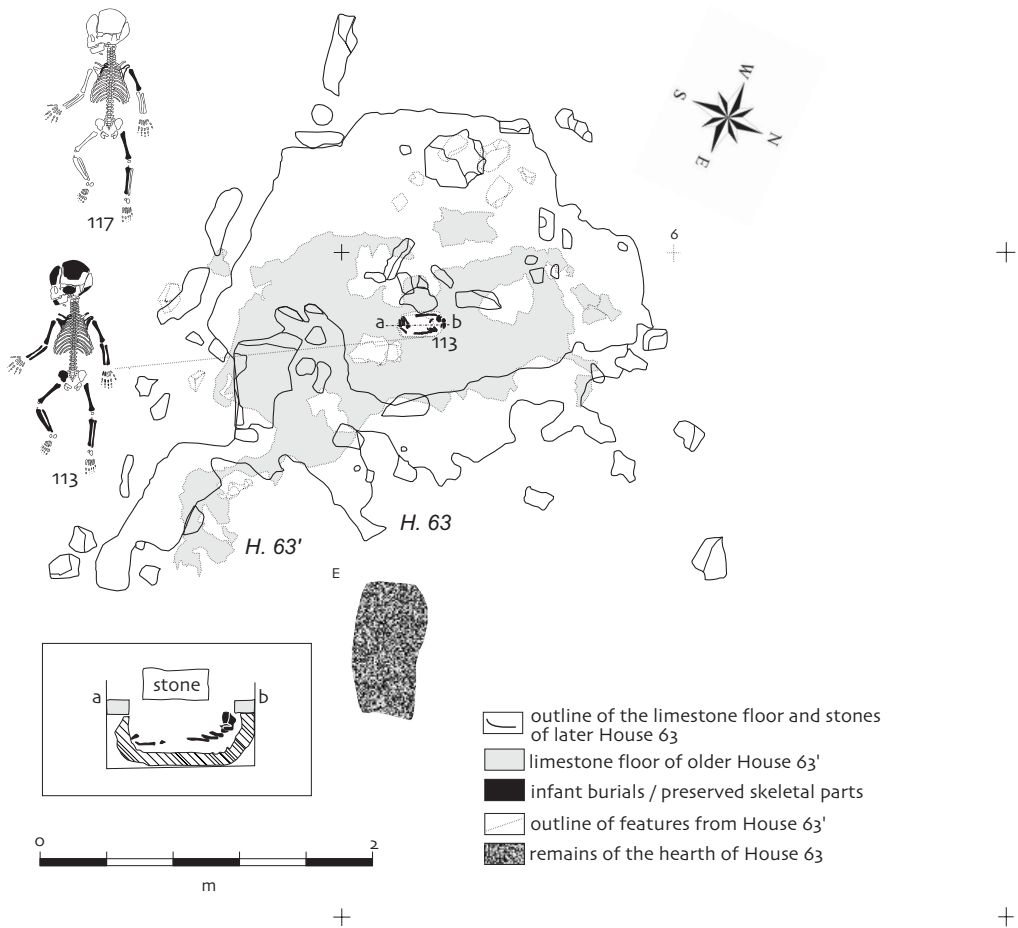 W
S
N
E
117
6
a
b
113
113
H. 63
H. 63'
E
stone
a
b
outline of the limestone floor and stones
of later House 63
limestone floor of older House 63'
infant burials / preserved skeletal parts
outline of features from House 63'
remains of the hearth of House 63
0
2
m